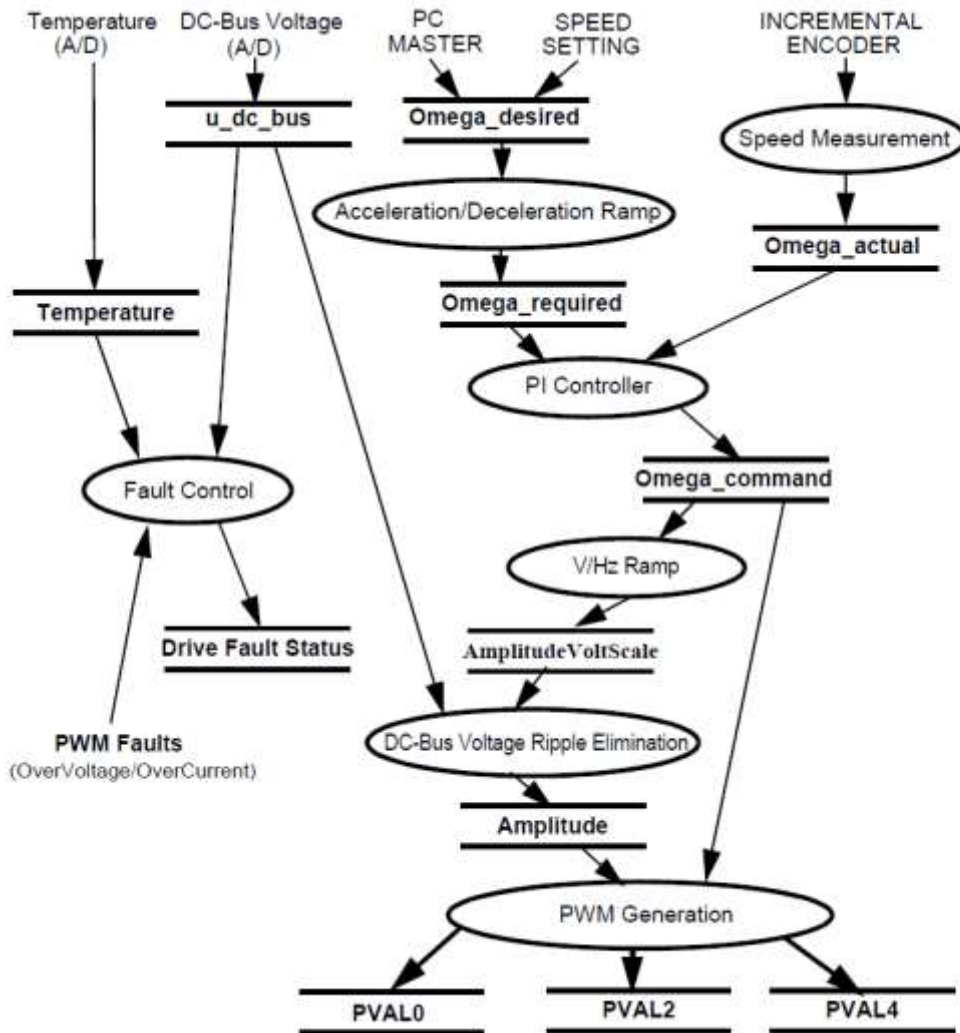 Temperature
(A/D)
DC-Bus Voltage
(A/D)
PC
MASTER
SPEED
SETTING
INCREMENTAL
ENCODER
u_dc_bus
Omega_desired
Speed Measurement
Acceleration/Deceleration Ramp
Omega_actual
Temperature
Omega_required
PI Controller
Fault Control
Omega_command
V/Hz Ramp
Drive Fault Status
AmplitudeVoltScale
PWM Faults
(OverVoltage/OverCurrent)
DC-Bus Voltage Ripple Elimination
Amplitude
PWM Generation
PVAL0
PVAL2
PVAL4